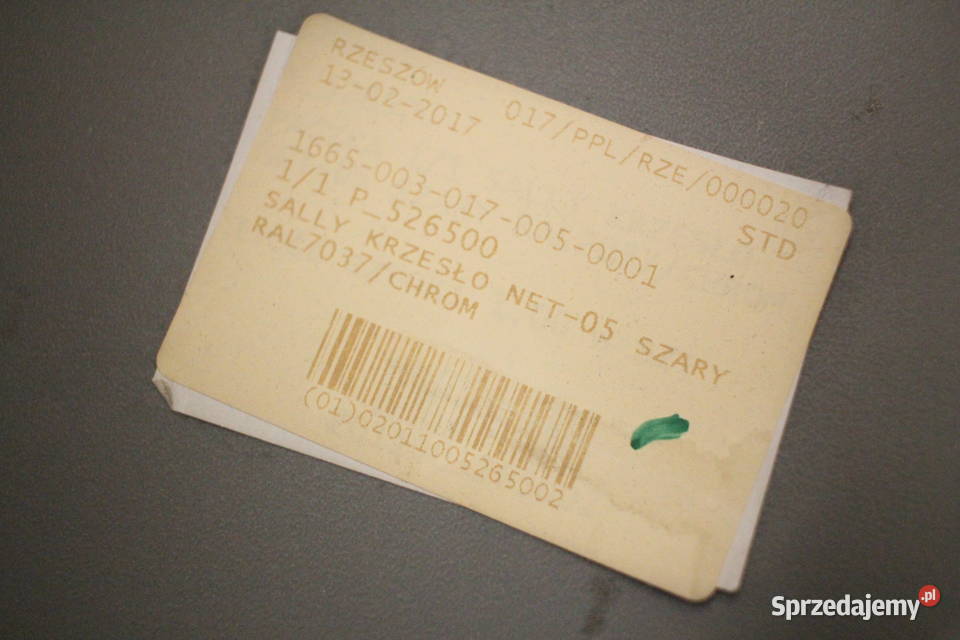 RZESZÓW 017/PPL/RZE/000020
13-02-2017 STD
1665-003-017-005-0001
1/1 P_526500
SALLY KRZESŁO NET-05 SZARY
RAL7037/CHROM
(01)02011005265002
Sprzedajemy.pl